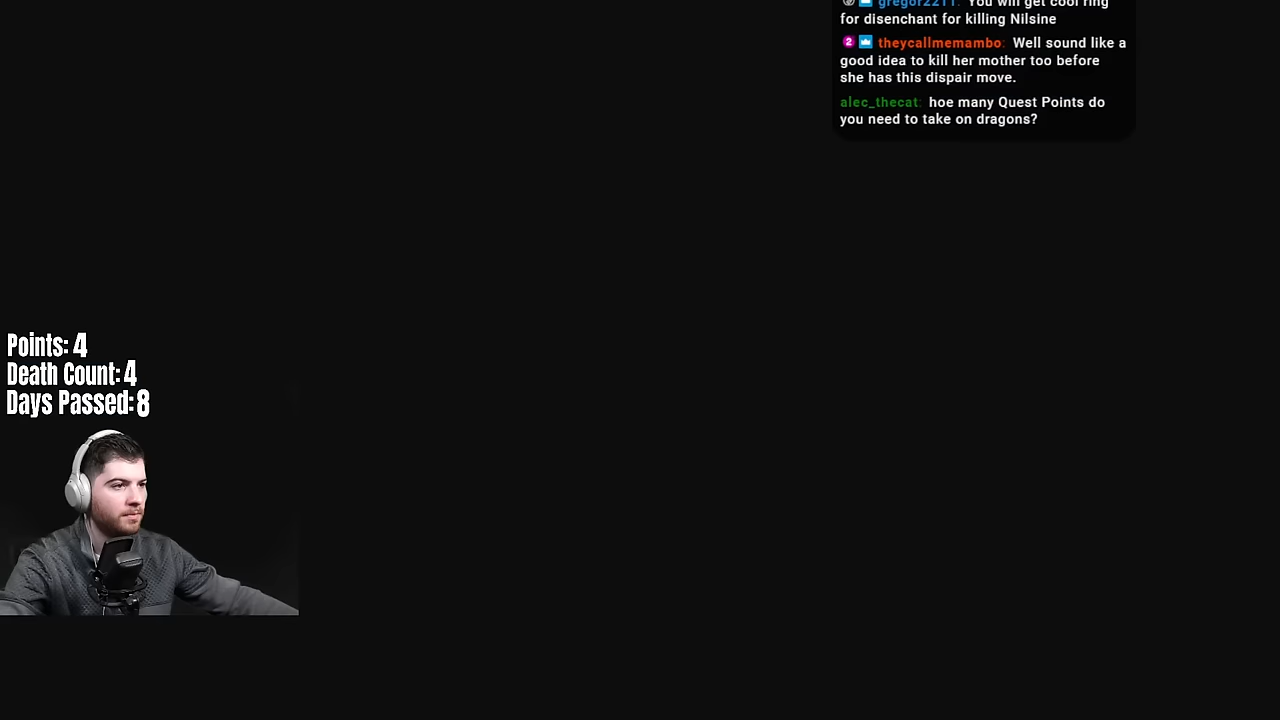 gregor2211: You will get cool ring
for disenchant for killing Nilsine
2 theycallmemambo: Well sound like a
good idea to kill her mother too before
she has this dispair move.
alec_thecat: hoe many Quest Points do
you need to take on dragons?
Points: 4
Death Count: 4
Days Passed: 8